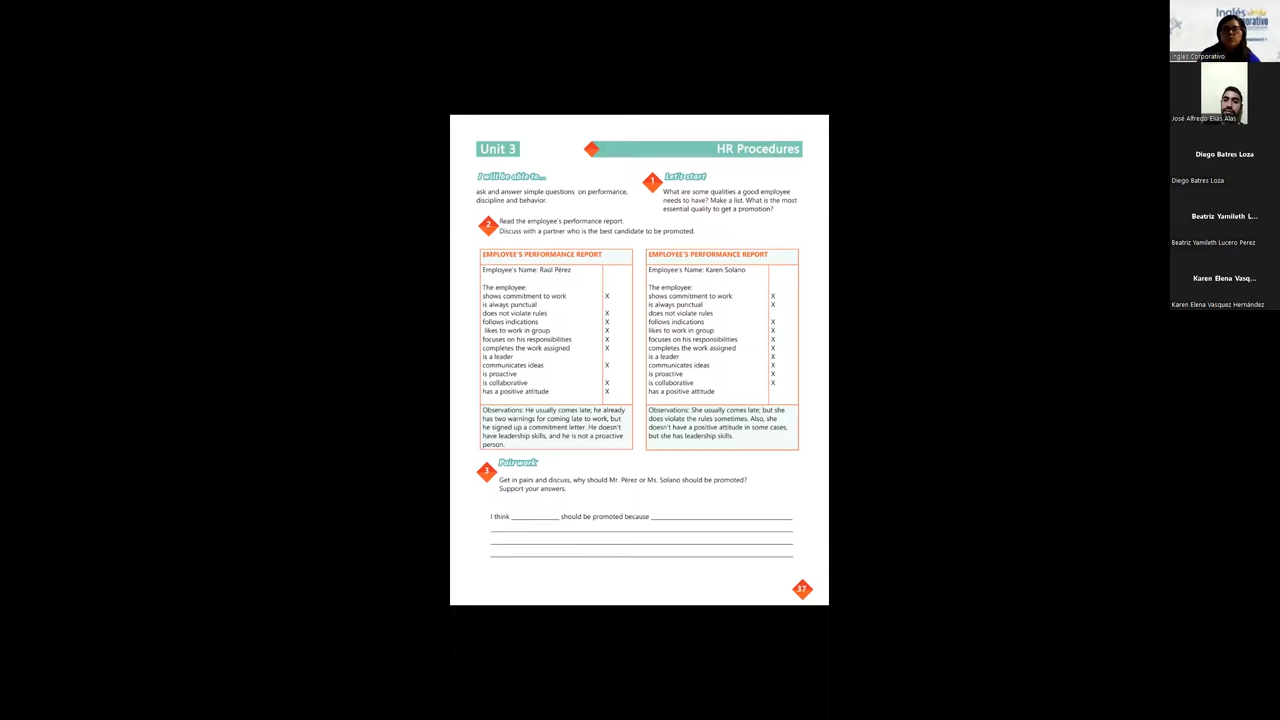 Unit 3
HR Procedures
I will be able to...
ask and answer simple questions on performance,
discipline and behavior.
1
Let's start
What are some qualities a good employee
needs to have? Make a list. What is the most
essential quality to get a promotion?
2
Read the employee's performance report.
Discuss with a partner who is the best candidate to be promoted.
EMPLOYEE'S PERFORMANCE REPORT
Employee's Name: Raúl Pérez
The employee:
shows commitment to work X
is always punctual
does not violate rules X
follows indications X
likes to work in group X
focuses on his responsibilities X
completes the work assigned X
is a leader
communicates ideas X
is proactive
is collaborative X
has a positive attitude X
Observations: He usually comes late; he already
has two warnings for coming late to work, but
he signed up a commitment letter. He doesn't
have leadership skills, and he is not a proactive
person.
EMPLOYEE'S PERFORMANCE REPORT
Employee's Name: Karen Solano
The employee:
shows commitment to work X
is always punctual X
does not violate rules
follows indications X
likes to work in group X
focuses on his responsibilities X
completes the work assigned X
is a leader X
communicates ideas X
is proactive X
is collaborative X
has a positive attitude
Observations: She usually comes late; but she
does violate the rules sometimes. Also, she
doesn't have a positive attitude in some cases,
but she has leadership skills.
3
Pair work
Get in pairs and discuss, why should Mr. Pérez or Ms. Solano should be promoted?
Support your answers.
I think ____________ should be promoted because ____________
37
Inglés
Inglés Corporativo
José Alfredo Elías Alas
Diego Batres Loza
Diego Batres Loza
Beatriz Yamileth L...
Beatriz Yamileth Lucero Perez
Karen Elena Vasq...
Karen Elena Vasquez Hernández